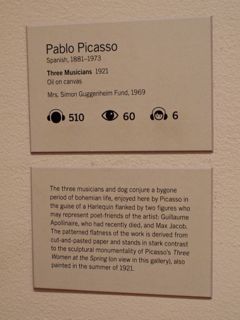 Pablo Picasso
Spanish, 1881–1973
Three Musicians 1921
Oil on canvas
Mrs. Simon Guggenheim Fund, 1969
510 60 6
The three musicians and dog conjure a bygone
period of bohemian life, enjoyed here by Picasso in
the guise of a Harlequin flanked by two figures who
may represent poet-friends of the artist: Guillaume
Apollinaire, who had recently died, and Max Jacob.
The patterned flatness of the work is derived from
cut-and-pasted paper and stands in stark contrast
to the sculptural monumentality of Picasso's Three
Women at the Spring (on view in this gallery), also
painted in the summer of 1921.